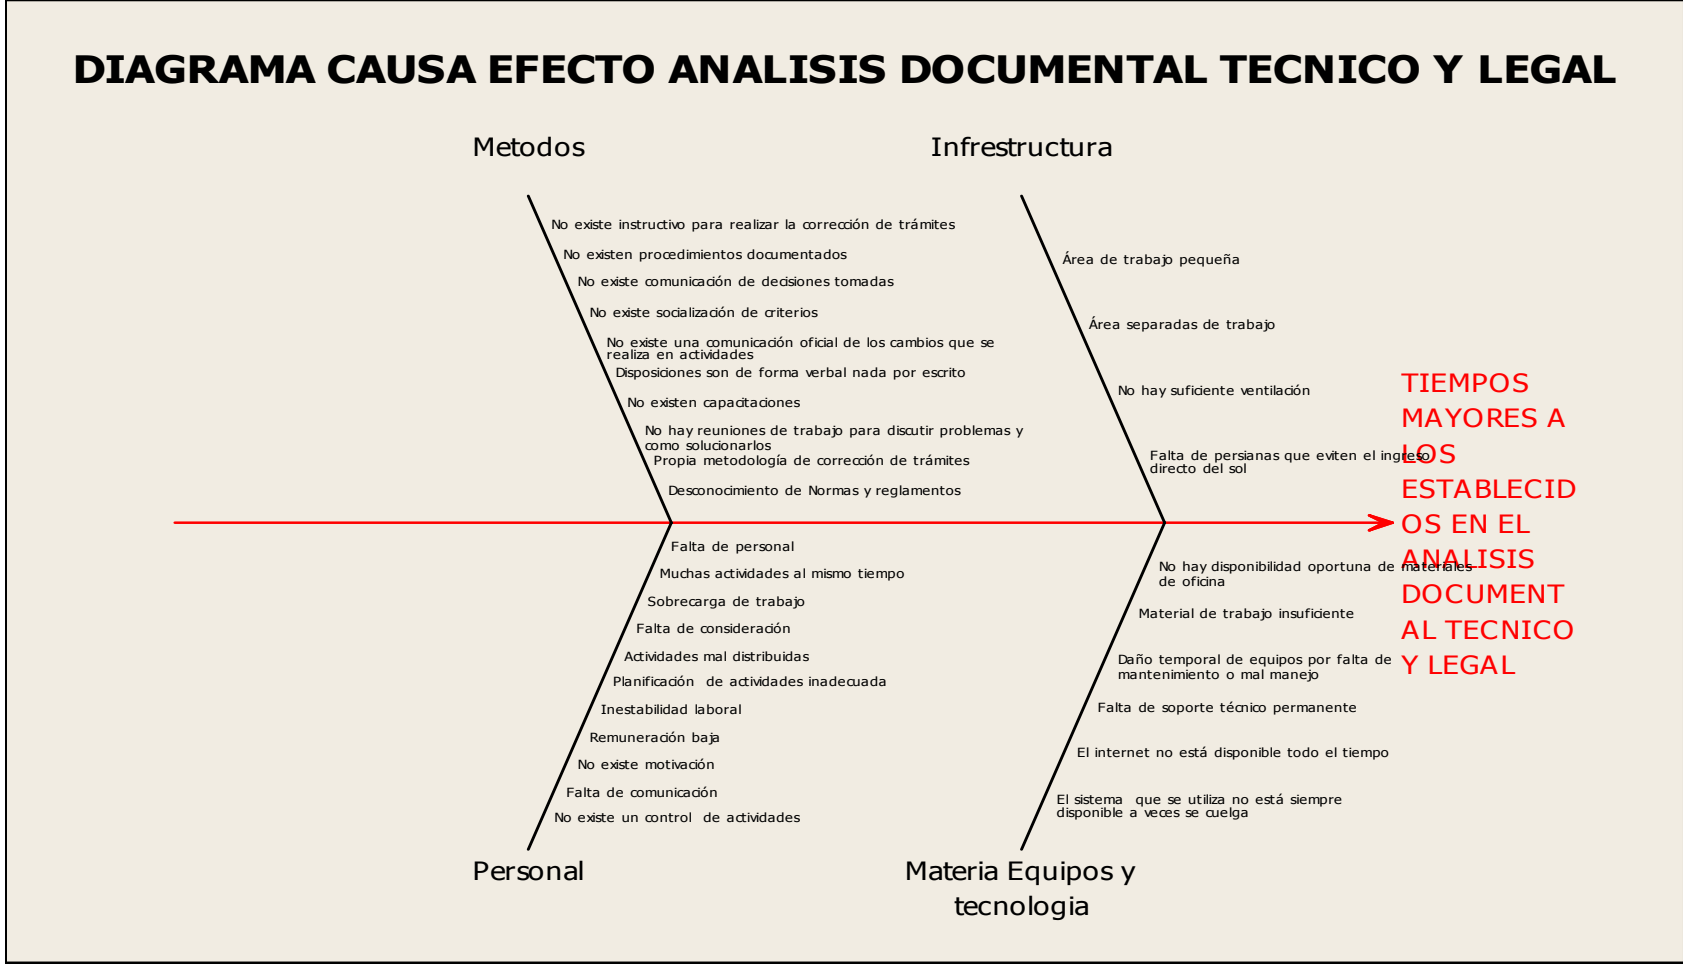 DIAGRAMA CAUSA EFECTO ANALISIS DOCUMENTAL TECNICO Y LEGAL
Metodos
No existe instructivo para realizar la corrección de trámites
No existen procedimientos documentados
No existe comunicación de decisiones tomadas
No existe socialización de criterios
No existe una comunicación oficial de los cambios que se
realiza en actividades
Disposiciones son de forma verbal nada por escrito
No existen capacitaciones
No hay reuniones de trabajo para discutir problemas y
como solucionarlos
Propia metodología de corrección de trámites
Desconocimiento de Normas y reglamentos
Infrestructura
Área de trabajo pequeña
Área separadas de trabajo
No hay suficiente ventilación
Falta de persianas que eviten el ingreso
directo del sol
Falta de personal
Muchas actividades al mismo tiempo
Sobrecarga de trabajo
Falta de consideración
Actividades mal distribuidas
Planificación  de actividades inadecuada
Inestabilidad laboral
Remuneración baja
No existe motivación
Falta de comunicación
No existe un control  de actividades
Personal
No hay disponibilidad oportuna de materiales
de oficina
Material de trabajo insuficiente
Daño temporal de equipos por falta de
mantenimiento o mal manejo
Falta de soporte técnico permanente
El internet no está disponible todo el tiempo
El sistema  que se utiliza no está siempre
disponible a veces se cuelga
Materia Equipos y
tecnologia
TIEMPOS
MAYORES A
LOS
ESTABLECID
OS EN EL
ANALISIS
DOCUMENT
AL TECNICO
Y LEGAL